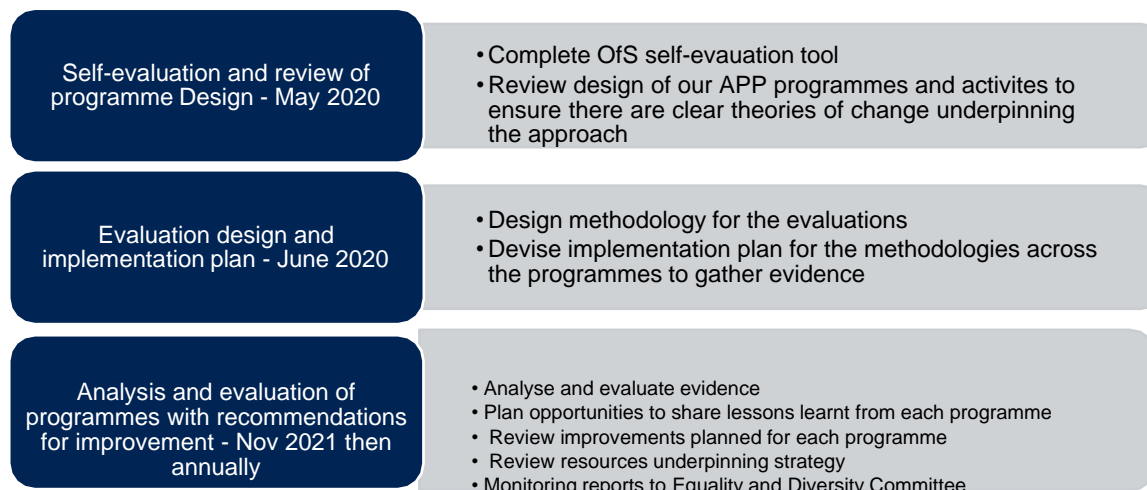 Self-evaluation and review of
programme Design - May 2020
• Complete OfS self-evauation tool
• Review design of our APP programmes and activites to
ensure there are clear theories of change underpinning
the approach
Evaluation design and
implementation plan - June 2020
• Design methodology for the evaluations
• Devise implementation plan for the methodologies across
the programmes to gather evidence
Analysis and evaluation of
programmes with recommendations
for improvement - Nov 2021 then
annually
• Analyse and evaluate evidence
• Plan opportunities to share lessons learnt from each programme
• Review improvements planned for each programme
• Review resources underpinning strategy
• Monitoring reports to Equality and Diversity Committee